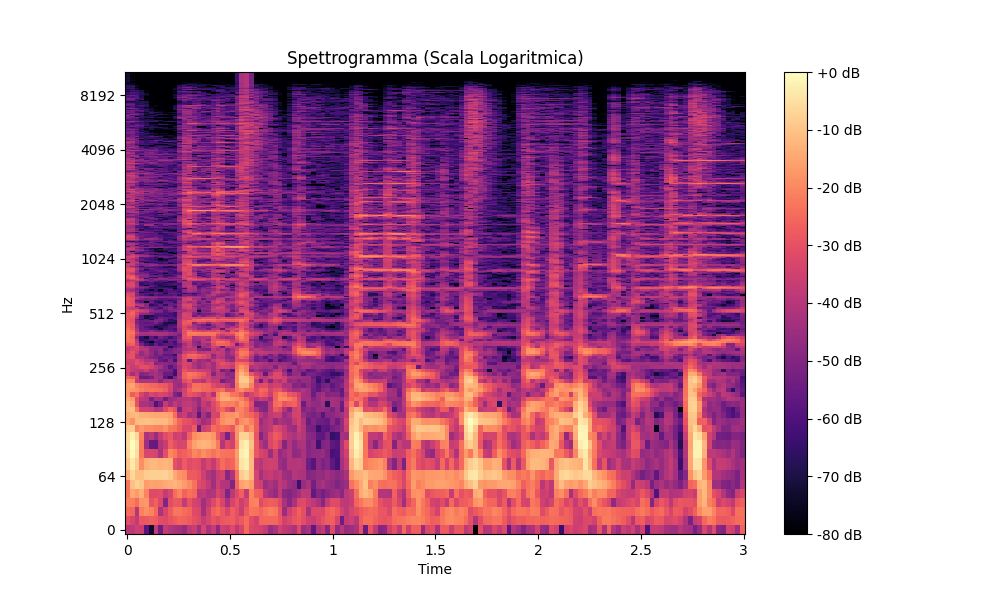 Spettrogramma (Scala Logaritmica)
Hz
8192
4096
2048
1024
512
256
128
64
0
0
0.5
1
1.5
2
2.5
3
Time
+0 dB
-10 dB
-20 dB
-30 dB
-40 dB
-50 dB
-60 dB
-70 dB
-80 dB